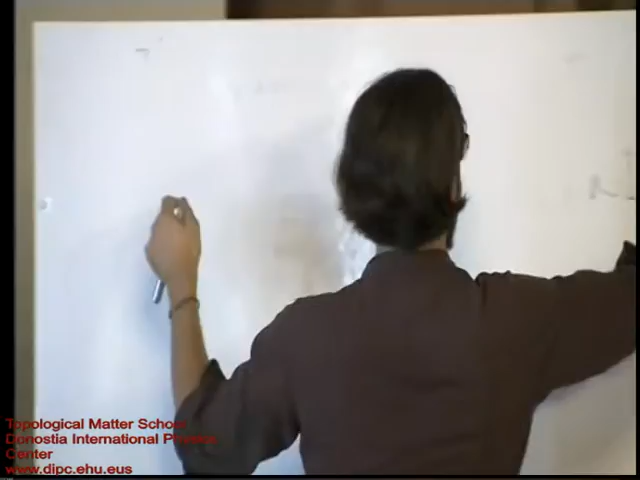 Topological Matter School
Donostia International Physics
Center
www.dipc.ehu.eus